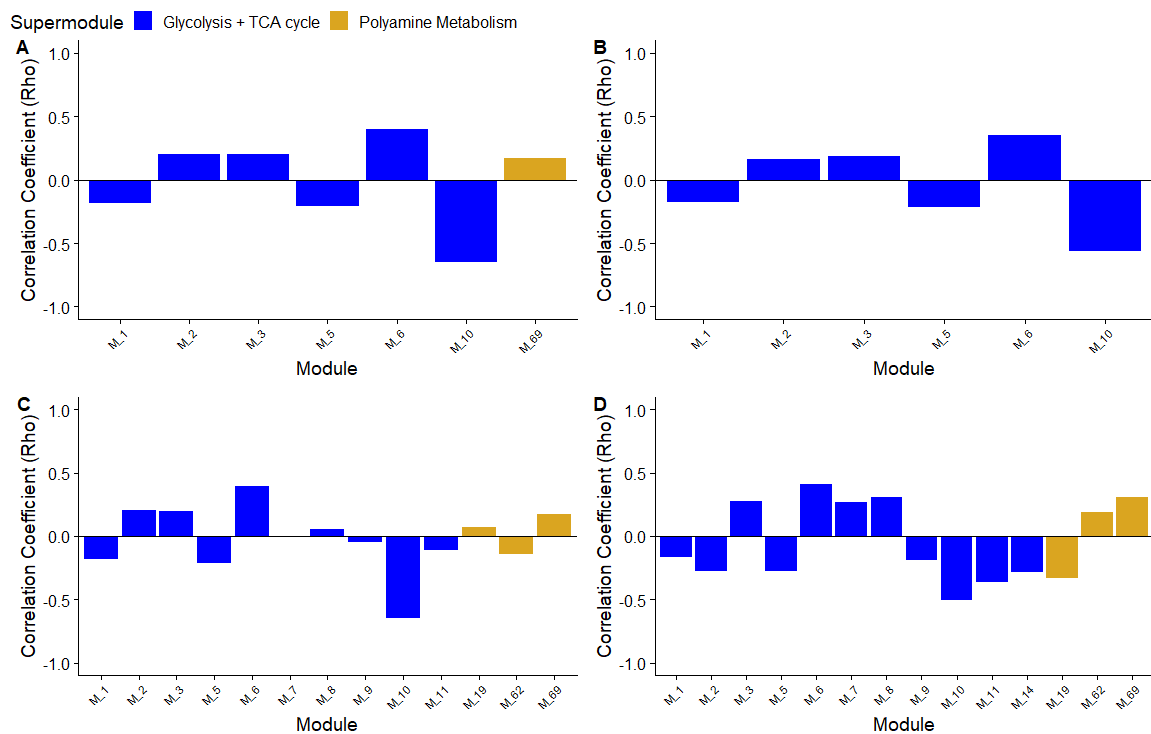 Supermodule Glycolysis + TCA cycle Polyamine Metabolism
A
1.0
0.5
0.0
-0.5
-1.0
Correlation Coefficient (Rho)
M_1 M_2 M_3 M_5 M_6 M_10 M_69
Module
B
1.0
0.5
0.0
-0.5
-1.0
Correlation Coefficient (Rho)
M_1 M_2 M_3 M_5 M_6 M_10
Module
C
1.0
0.5
0.0
-0.5
-1.0
Correlation Coefficient (Rho)
M_1 M_2 M_3 M_5 M_6 M_7 M_8 M_9 M_10 M_11 M_19 M_62 M_69
Module
D
1.0
0.5
0.0
-0.5
-1.0
Correlation Coefficient (Rho)
M_1 M_2 M_3 M_5 M_6 M_7 M_8 M_9 M_10 M_11 M_14 M_19 M_62 M_69
Module